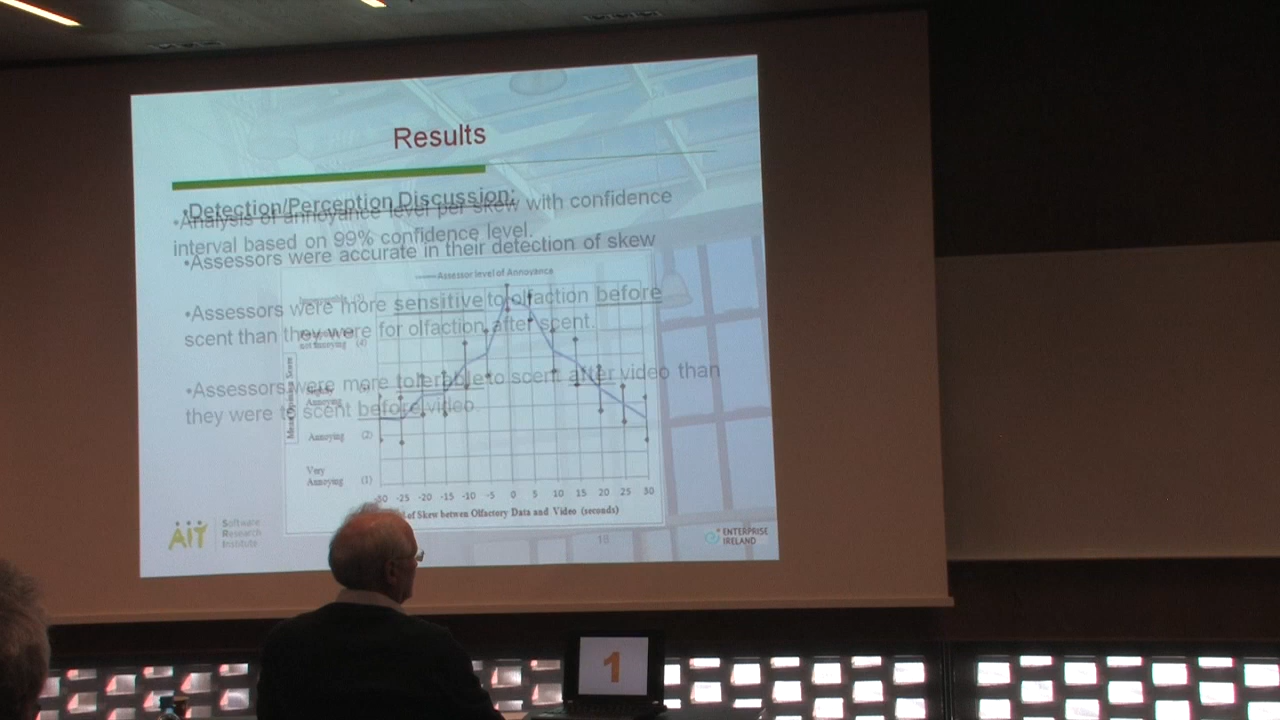 Results
•Detection/Perception Discussion:
•Analysis of annoyance level per skew with confidence
interval based on 99% confidence level.
•Assessors were accurate in their detection of skew
Assessor level of Annoyance
•Assessors were more sensitive to olfaction before
scent than they were for olfaction after scent.
not annoying (4)
•Assessors were more tolerable to scent after video than
they were to scent before video.
Annoying
Annoying (2)
Very
Annoying (1)
-30 -25 -20 -15 -10 -5 0 5 10 15 20 25 30
of Skew betwen Olfactory Data and Video (seconds)
AIT Software
Research
Institute
18
ENTERPRISE
IRELAND
1